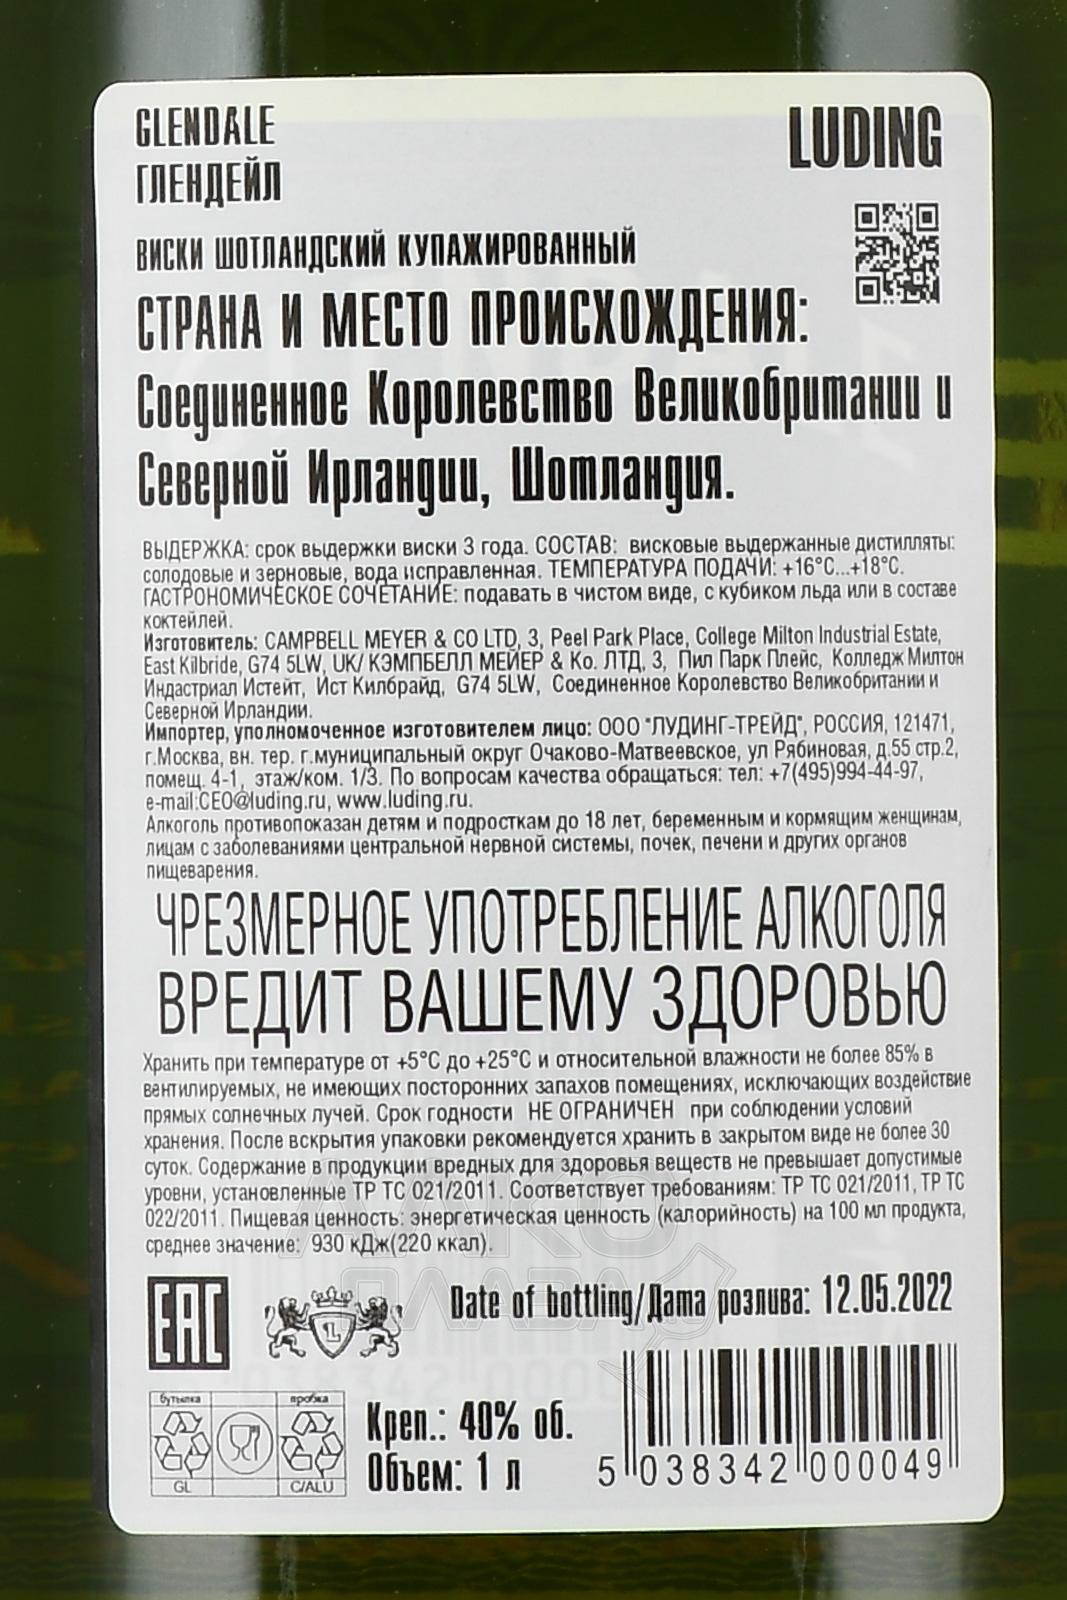 GLENDALE
LUDING
ГЛЕНДЕЙЛ
ВИСКИ ШОТЛАНДСКИЙ КУПАЖИРОВАННЫЙ
СТРАНА И МЕСТО ПРОИСХОЖДЕНИЯ:
Соединенное Королевство Великобритании и
Северной Ирландии, Шотландия.
ВЫДЕРЖКА: срок выдержки виски 3 года. СОСТАВ: висковые выдержанные дистилляты:
солодовые и зерновые, вода исправленная. ТЕМПЕРАТУРА ПОДАЧИ: +16°С...+18°С.
ГАСТРОНОМИЧЕСКОЕ СОЧЕТАНИЕ: подавать в чистом виде, с кубиком льда или в составе
коктейлей.
Изготовитель: CAMPBELL MEYER & CO LTD, 3, Peel Park Place, College Milton Industrial Estate,
East Kilbride, G74 5LW, UK/ КЭМПБЕЛЛ МЕЙЕР & Ко. ЛТД, 3, Пил Парк Плейс, Колледж Милтон
Индастриал Истейт, Ист Килбрайд, G74 5LW, Соединенное Королевство Великобритании и
Северной Ирландии.
Импортер, уполномоченное изготовителем лицо: ООО "ЛУДИНГ-ТРЕЙД", РОССИЯ, 121471,
г.Москва, вн. тер. г.муниципальный округ Очаково-Матвеевское, ул Рябиновая, д.55 стр.2,
помещ. 4-1, этаж/ком. 1/3. По вопросам качества обращаться: тел: +7(495)994-44-97,
e-mail:CEO@luding.ru, www.luding.ru.
Алкоголь противопоказан детям и подросткам до 18 лет, беременным и кормящим женщинам,
лицам с заболеваниями центральной нервной системы, почек, печени и других органов
пищеварения.
ЧРЕЗМЕРНОЕ УПОТРЕБЛЕНИЕ АЛКОГОЛЯ
ВРЕДИТ ВАШЕМУ ЗДОРОВЬЮ
Хранить при температуре от +5°С до +25°С и относительной влажности не более 85% в
вентилируемых, не имеющих посторонних запахов помещениях, исключающих воздействие
прямых солнечных лучей. Срок годности НЕ ОГРАНИЧЕН при соблюдении условий
хранения. После вскрытия упаковки рекомендуется хранить в закрытом виде не более 30
суток. Содержание в продукции вредных для здоровья веществ не превышает допустимые
уровни, установленные ТР ТС 021/2011. Соответствует требованиям: ТР ТС 021/2011, ТР ТС
022/2011. Пищевая ценность: энергетическая ценность (калорийность) на 100 мл продукта,
среднее значение: 930 кДж(220 ккал).
EAC
L
Date of bottling/Дата розлива: 12.05.2022
бутылка
пробка
GL
C/ALU
Креп.: 40% об.
Объем: 1 л
5 038342 000049
АЛКО
ПЛАЗА